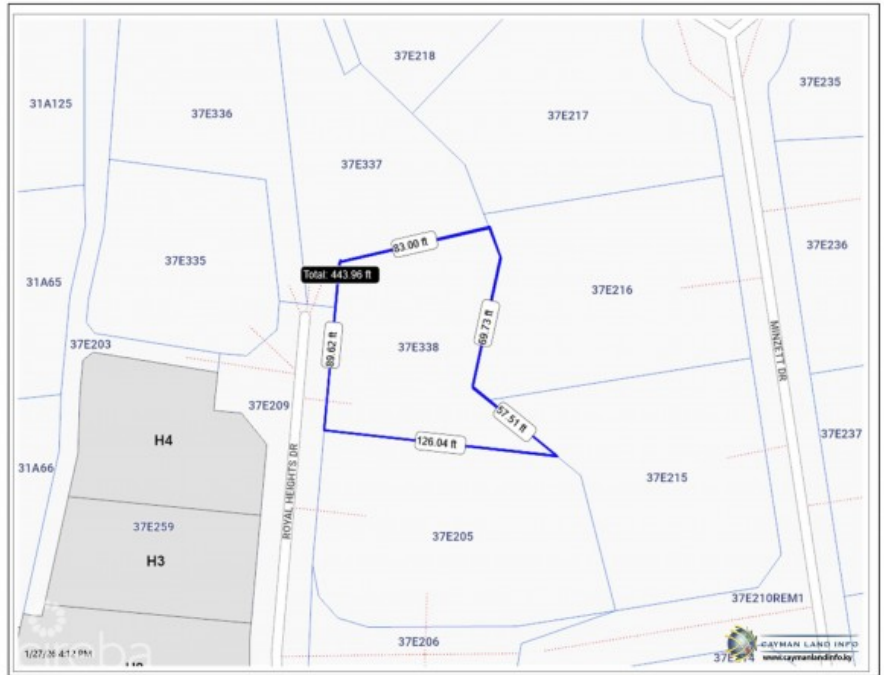 37E218
37E235
31A125
37E336
37E217
37E337
83.00 ft
Total: 443.96 ft
37E335
37E236
31A65
37E216
69.73 ft
89.62 ft
37E338
MINZETT DR
37E203
37E209
57.51 ft
126.04 ft
37E237
H4
31A66
ROYAL HEIGHTS DR
37E215
37E259
37E205
H3
37E210REM1
37E206
CAYMAN LAND INFO
www.caymanlandinfo.ky